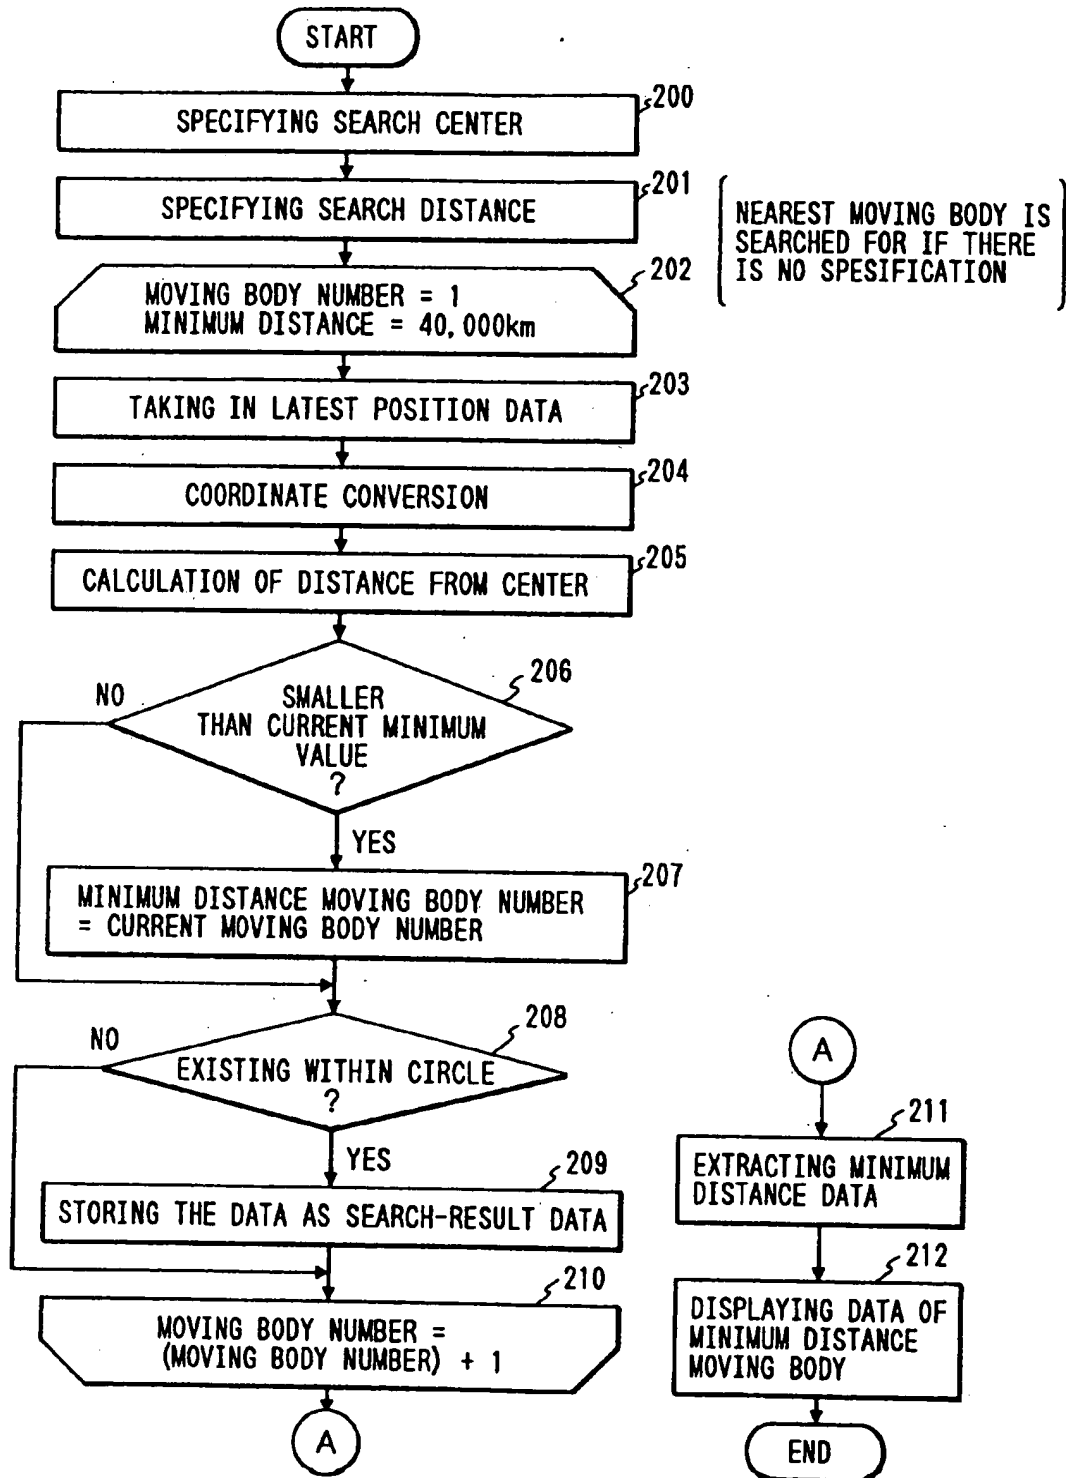 START
200
SPECIFYING SEARCH CENTER
201
SPECIFYING SEARCH DISTANCE
NEAREST MOVING BODY IS
SEARCHED FOR IF THERE
IS NO SPESIFICATION
202
MOVING BODY NUMBER = 1
MINIMUM DISTANCE = 40,000km
203
TAKING IN LATEST POSITION DATA
204
COORDINATE CONVERSION
205
CALCULATION OF DISTANCE FROM CENTER
206
NO
SMALLER
THAN CURRENT MINIMUM
VALUE
?
YES
207
MINIMUM DISTANCE MOVING BODY NUMBER
= CURRENT MOVING BODY NUMBER
208
NO
EXISTING WITHIN CIRCLE
?
YES
209
STORING THE DATA AS SEARCH-RESULT DATA
210
MOVING BODY NUMBER =
(MOVING BODY NUMBER) + 1
A
A
211
EXTRACTING MINIMUM
DISTANCE DATA
212
DISPLAYING DATA OF
MINIMUM DISTANCE
MOVING BODY
END